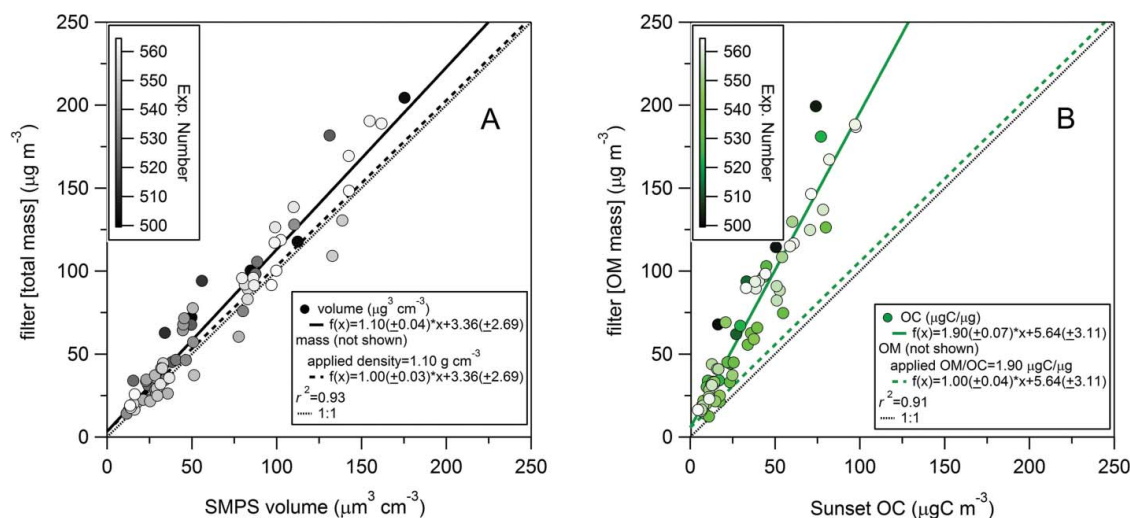 250
200
150
100
50
0
filter [total mass] (μg m⁻³)
560
550
540
530
520
510
500
Exp. Number
A
volume (μg³ cm⁻³)
f(x)=1.10(±0.04)*x+3.36(±2.69)
mass (not shown)
applied density=1.10 g cm⁻³
f(x)=1.00(±0.03)*x+3.36(±2.69)
r²=0.93
1:1
0 50 100 150 200 250
SMPS volume (μm³ cm⁻³)
250
200
150
100
50
0
filter [OM mass] (μg m⁻³)
560
550
540
530
520
510
500
Exp. Number
B
OC (μgC/μg)
f(x)=1.90(±0.07)*x+5.64(±3.11)
OM (not shown)
applied OM/OC=1.90 μgC/μg
f(x)=1.00(±0.04)*x+5.64(±3.11)
r²=0.91
1:1
0 50 100 150 200 250
Sunset OC (μgC m⁻³)